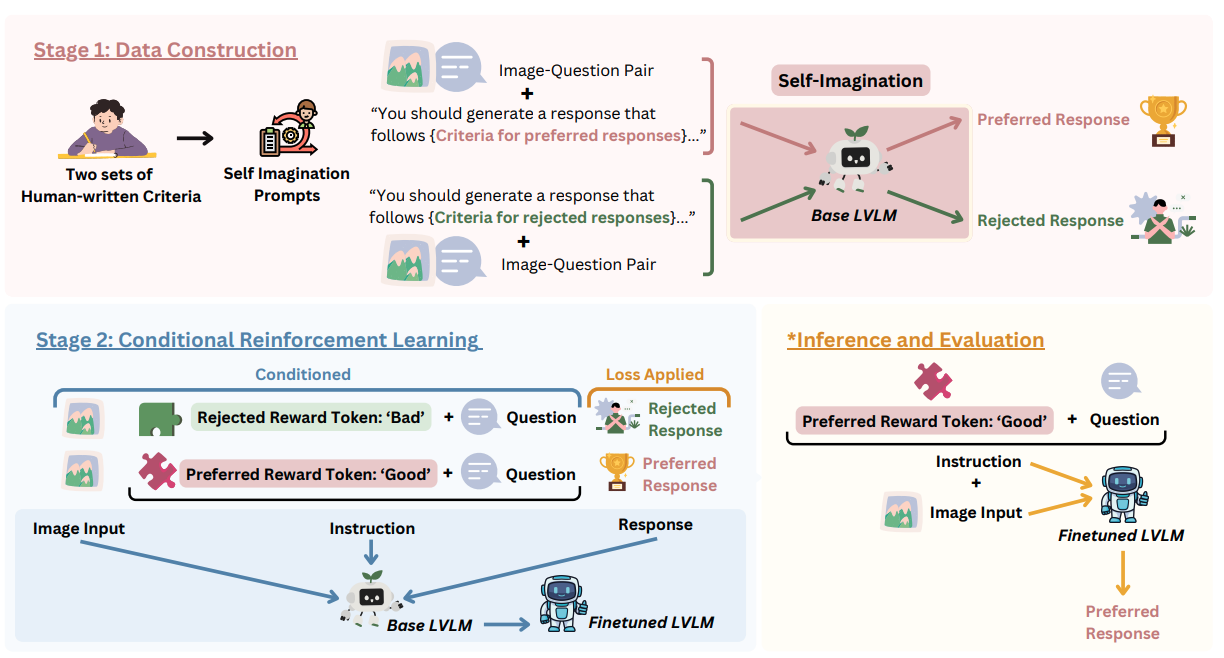 Stage 1: Data Construction
Two sets of
Human-written Criteria
Self Imagination
Prompts
Image-Question Pair
+
“You should generate a response that
follows {Criteria for preferred responses}...”
“You should generate a response that
follows {Criteria for rejected responses}...”
+
Image-Question Pair
Self-Imagination
Base LVLM
Preferred Response
Rejected Response
Stage 2: Conditional Reinforcement Learning
Conditioned
Loss Applied
Rejected Reward Token: ‘Bad’ + Question
Rejected
Response
Preferred Reward Token: ‘Good’ + Question
Preferred
Response
Image Input
Instruction
Response
Base LVLM
Finetuned LVLM
*Inference and Evaluation
Preferred Reward Token: ‘Good’ + Question
Instruction
+
Image Input
Finetuned LVLM
Preferred
Response